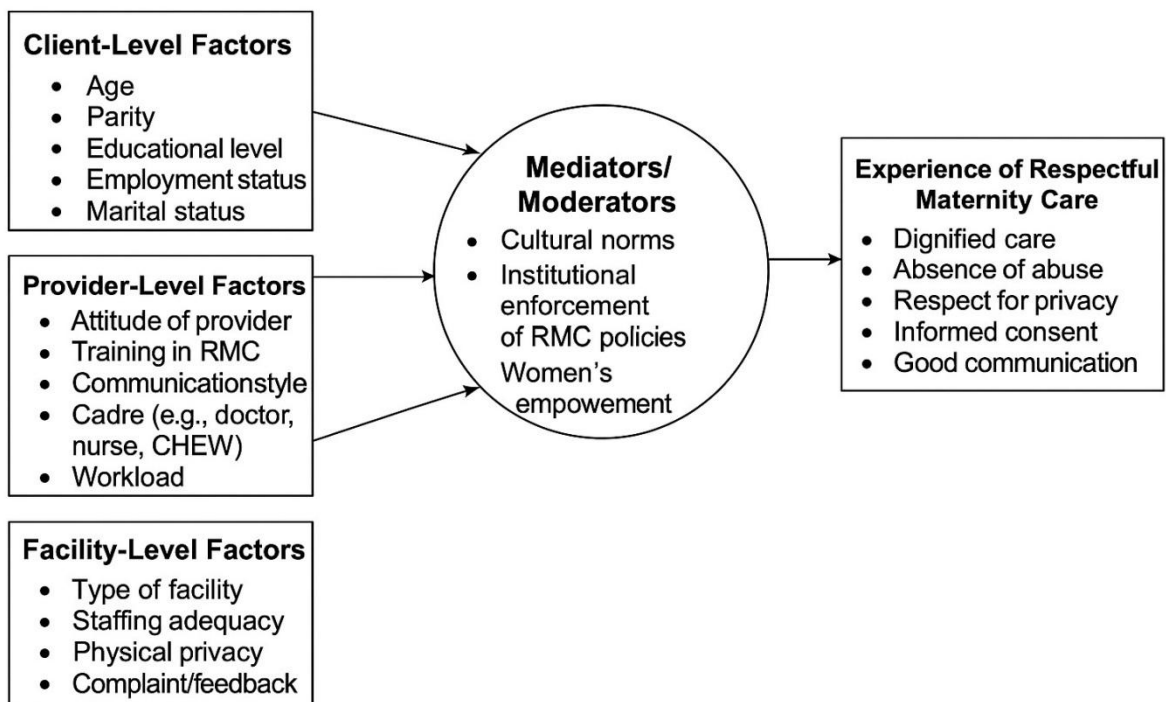 Client-Level Factors
• Age
• Parity
• Educational level
• Employment status
• Marital status
Provider-Level Factors
• Attitude of provider
• Training in RMC
• Communicationstyle
• Cadre (e.g., doctor,
nurse, CHEW)
• Workload
Facility-Level Factors
• Type of facility
• Staffing adequacy
• Physical privacy
• Complaint/feedback
Mediators/
Moderators
• Cultural norms
• Institutional
enforcement
of RMC policies
Women's
empowement
Experience of Respectful
Maternity Care
• Dignified care
• Absence of abuse
• Respect for privacy
• Informed consent
• Good communication